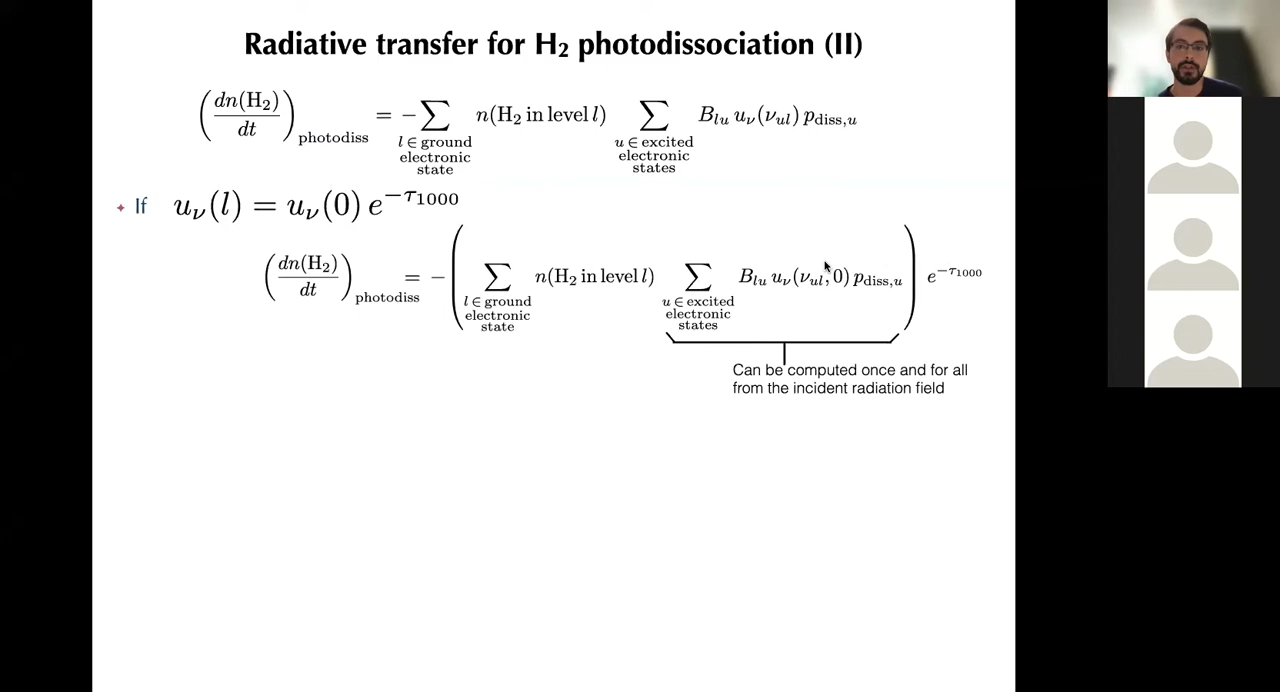 Radiative transfer for H₂ photodissociation (II)
(dn(H₂)/dt)photodiss = −∑ l ∈ ground electronic state n(H₂ in level l) ∑ u ∈ excited electronic states Blu uν(νul) pdiss,u
If uν(l) = uν(0) e^−τ1000
(dn(H₂)/dt)photodiss = −(∑ l ∈ ground electronic state n(H₂ in level l) ∑ u ∈ excited electronic states Blu uν(νul, 0) pdiss,u) e^−τ1000
Can be computed once and for all
from the incident radiation field